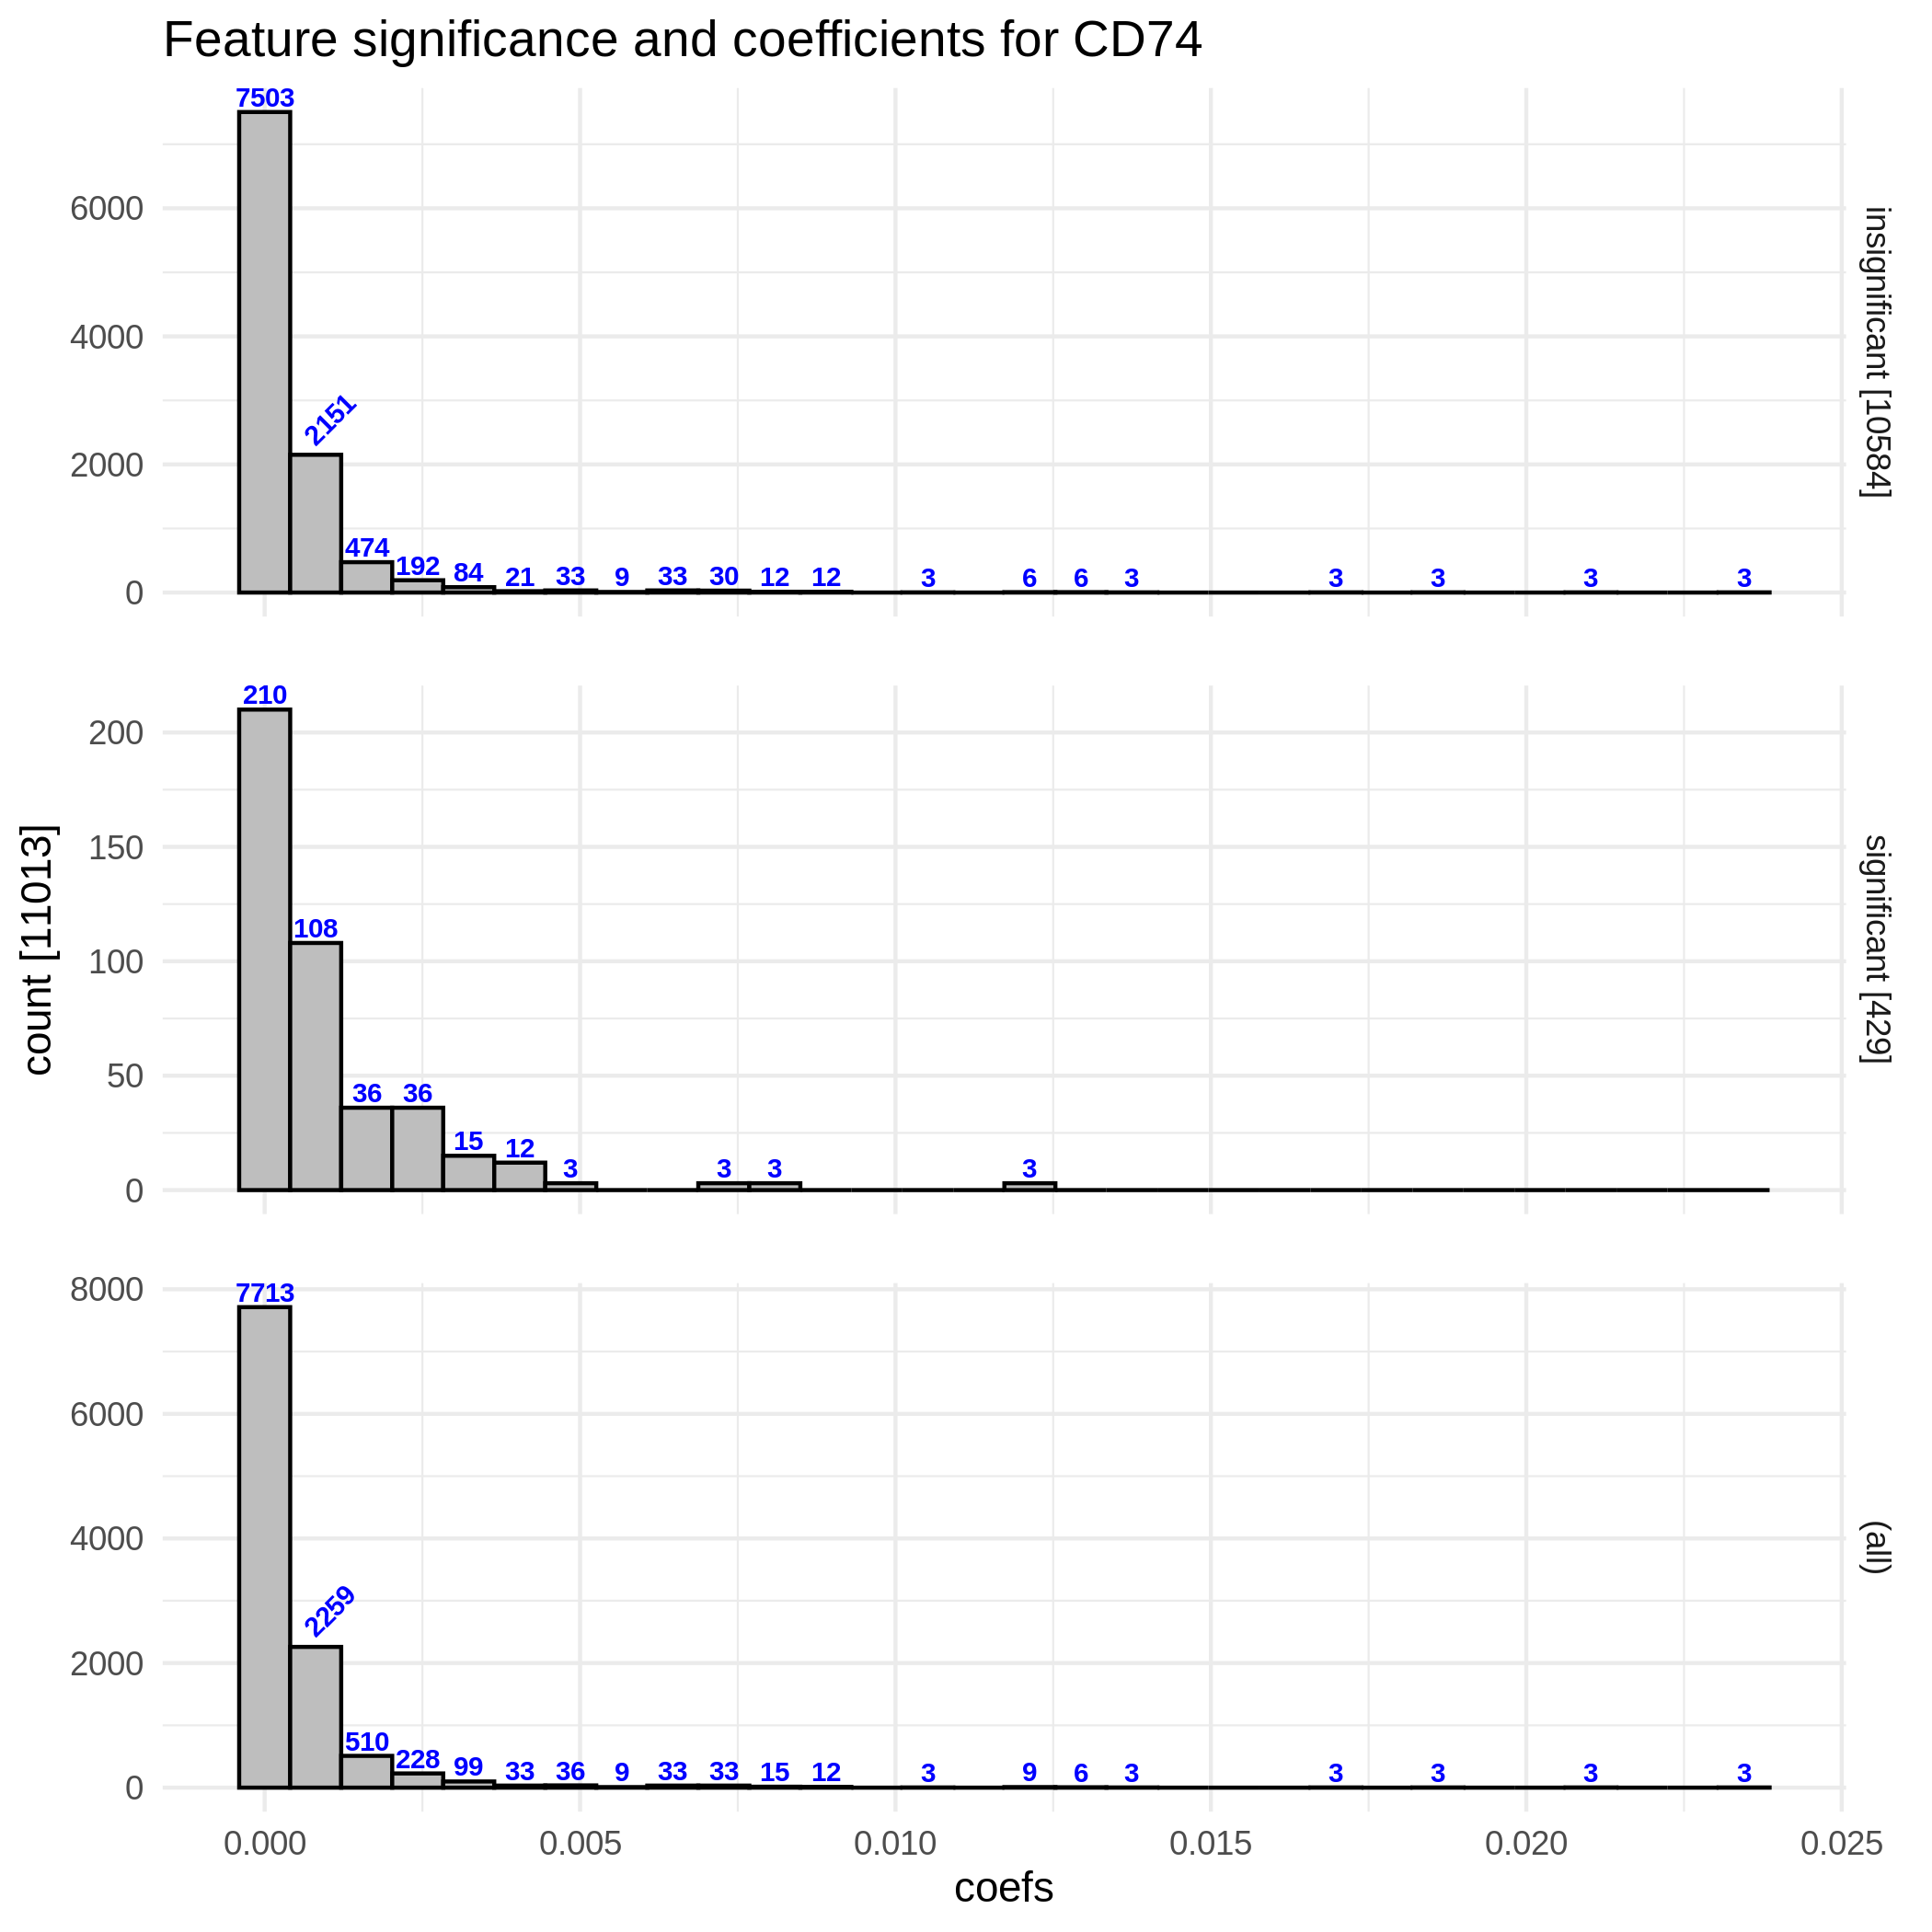 Feature significance and coefficients for CD74
7503
6000
4000
2000
0
2151
474 192 84 21 33 9 33 30 12 12 3 6 6 3 3 3 3 3
insignificant [10584]
210
200
150
100
50
0
108
36 36 15 12 3 3 3 3
significant [429]
count [11013]
7713
8000
6000
4000
2000
0
2259
510 228 99 33 36 9 33 33 15 12 3 9 6 3 3 3 3 3
(all)
0.000 0.005 0.010 0.015 0.020 0.025
coefs